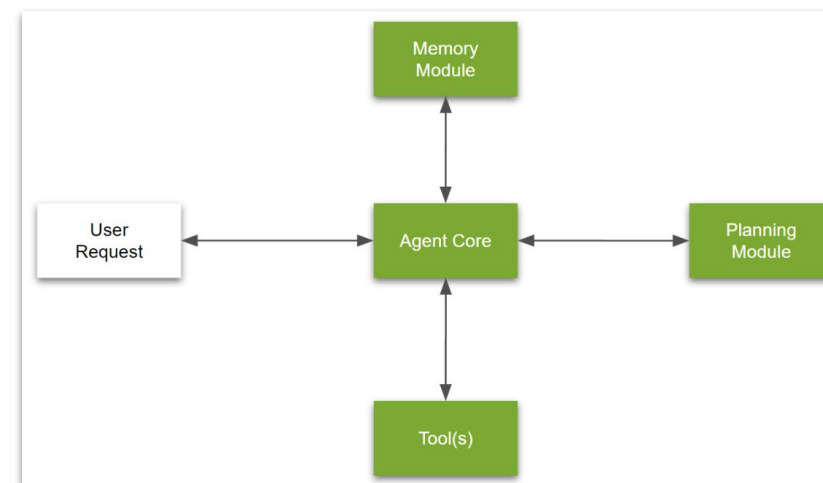 Memory
Module
User
Request
Agent Core
Planning
Module
Tool(s)